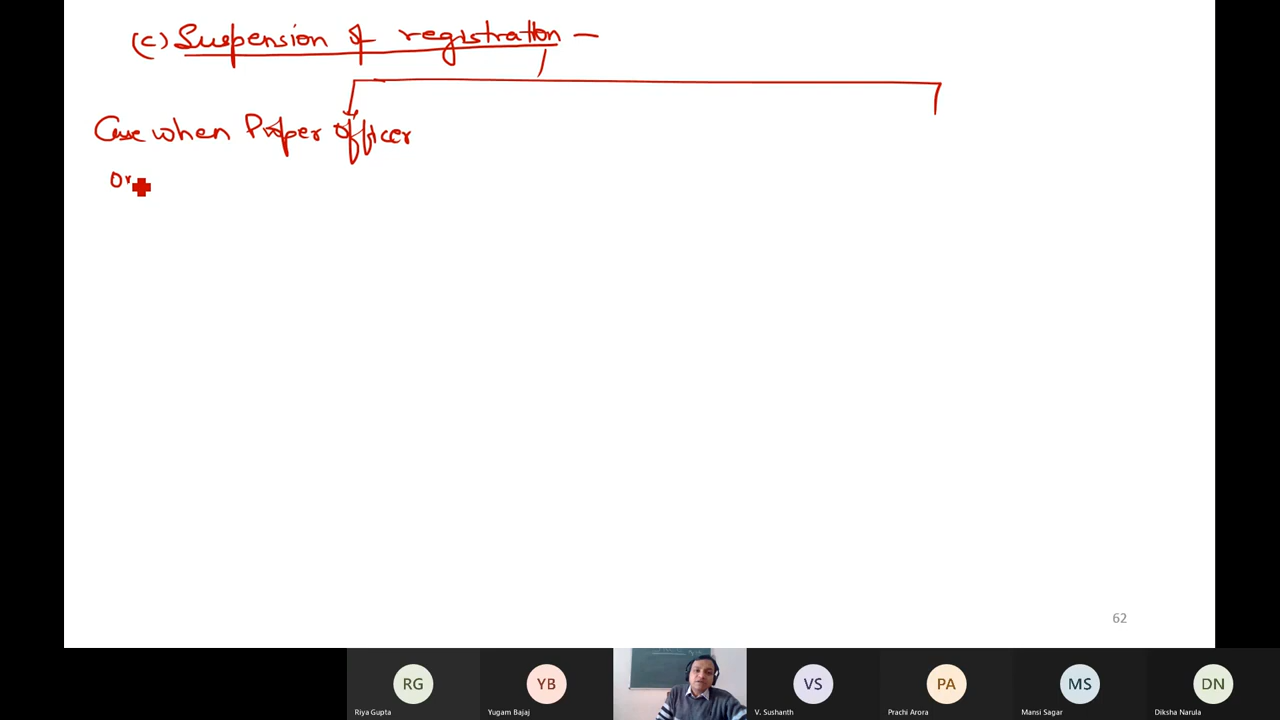 (c) Suspension of registration –
Case when Proper Officer
Or
62
RG
YB
VS
PA
MS
DN
Riya Gupta
Yugam Bajaj
V. Sushanth
Prachi Arora
Mansi Sagar
Diksha Narula